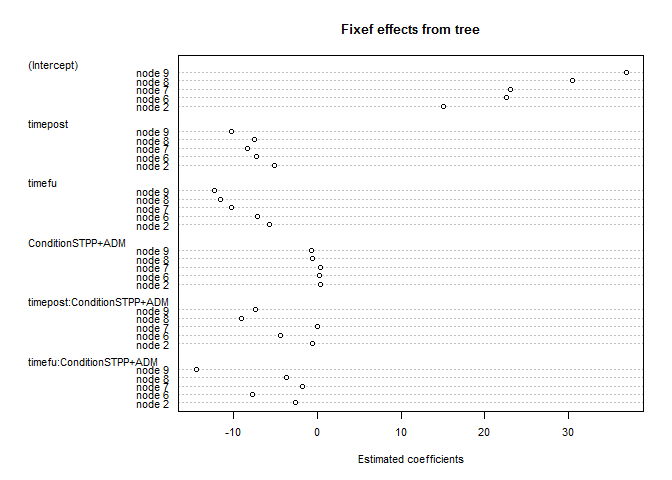 Fixef effects from tree
(Intercept)
node 9
node 8
node 7
node 6
node 2
timepost
node 9
node 8
node 7
node 6
node 2
timefu
node 9
node 8
node 7
node 6
node 2
ConditionSTPP+ADM
node 9
node 8
node 7
node 6
node 2
timepost:ConditionSTPP+ADM
node 9
node 8
node 7
node 6
node 2
timefu:ConditionSTPP+ADM
node 9
node 8
node 7
node 6
node 2
-10 0 10 20 30
Estimated coefficients